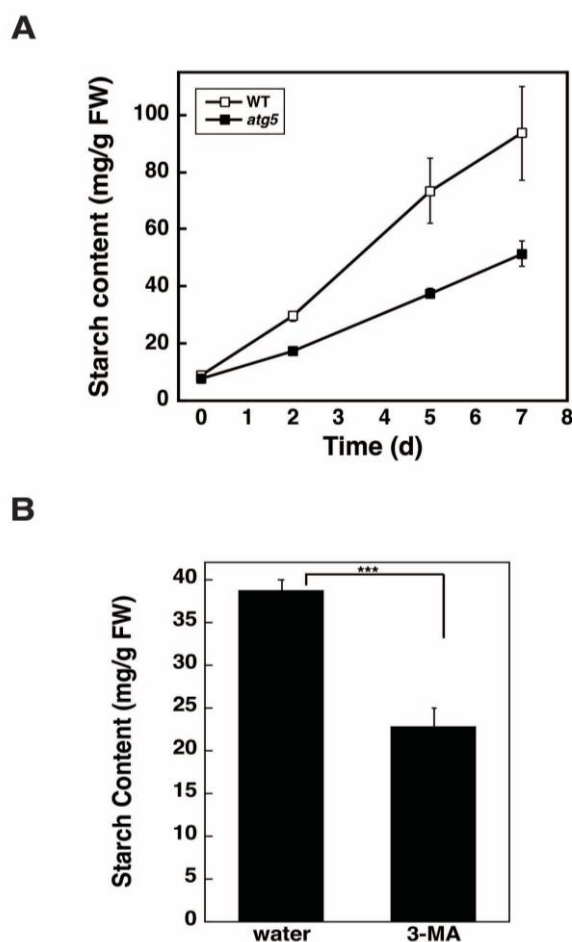 A
Starch content (mg/g FW)
100
80
60
40
20
0
WT
atg5
0 1 2 3 4 5 6 7 8
Time (d)
B
Starch Content (mg/g FW)
40
35
30
25
20
15
10
5
0
***
water 3-MA